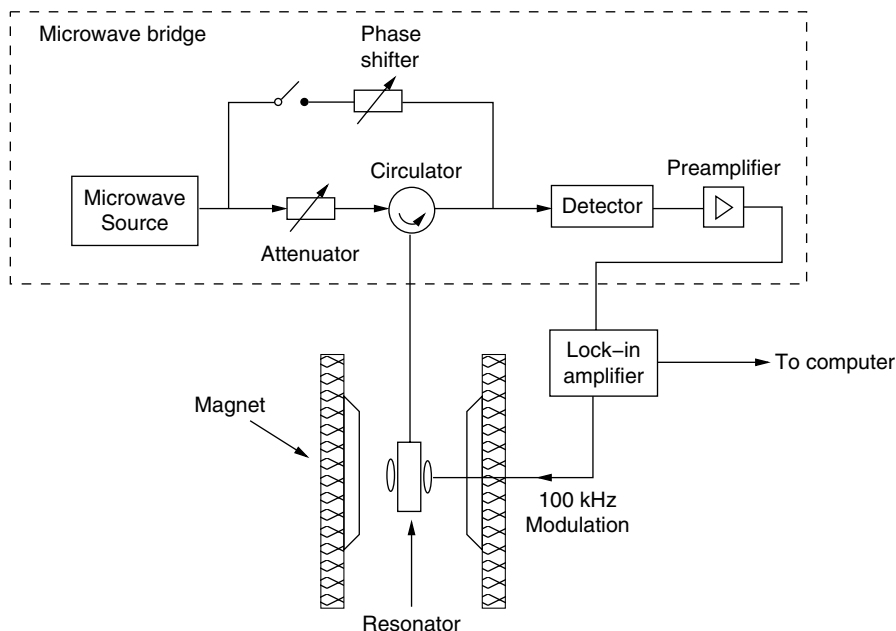 Microwave bridge
Phase
shifter
Circulator
Preamplifier
Microwave
Source
Detector
Attenuator
Lock–in
amplifier
To computer
Magnet
100 kHz
Modulation
Resonator